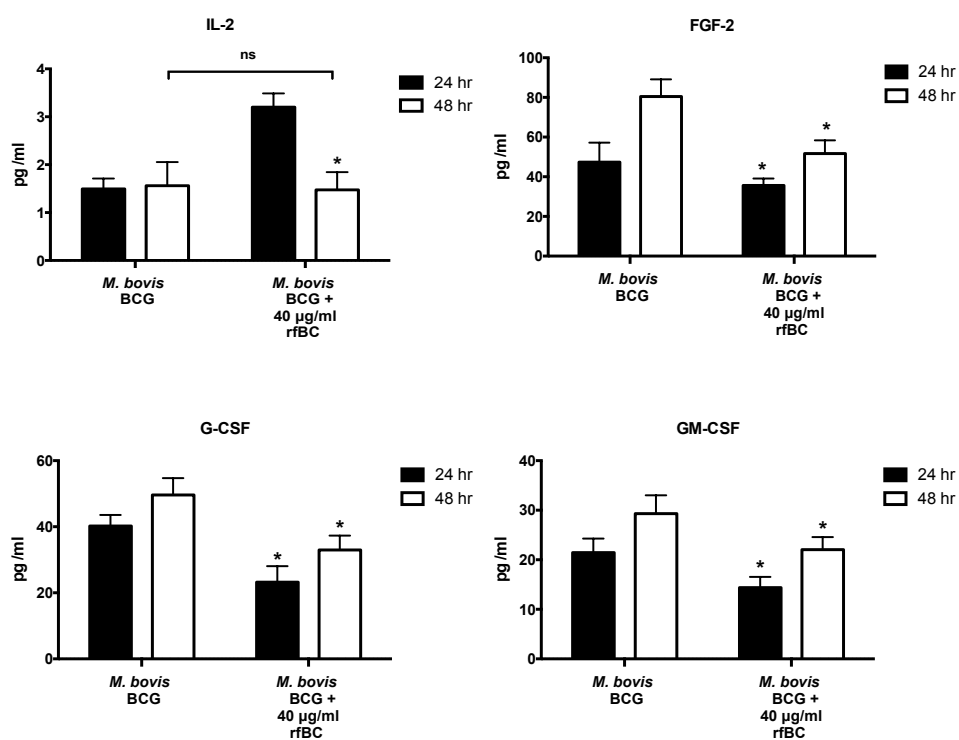 IL-2
ns
4
3
2
1
0
pg /ml
24 hr
48 hr
*
M. bovis
BCG
M. bovis
BCG +
40 µg/ml
rfBC
FGF-2
100
80
60
40
20
0
pg /ml
24 hr
48 hr
*
*
M. bovis
BCG
M. bovis
BCG +
40 µg/ml
rfBC
G-CSF
60
40
20
0
pg /ml
24 hr
48 hr
*
*
M. bovis
BCG
M. bovis
BCG +
40 µg/ml
rfBC
GM-CSF
40
30
20
10
0
pg /ml
24 hr
48 hr
*
*
M. bovis
BCG
M. bovis
BCG +
40 µg/ml
rfBC